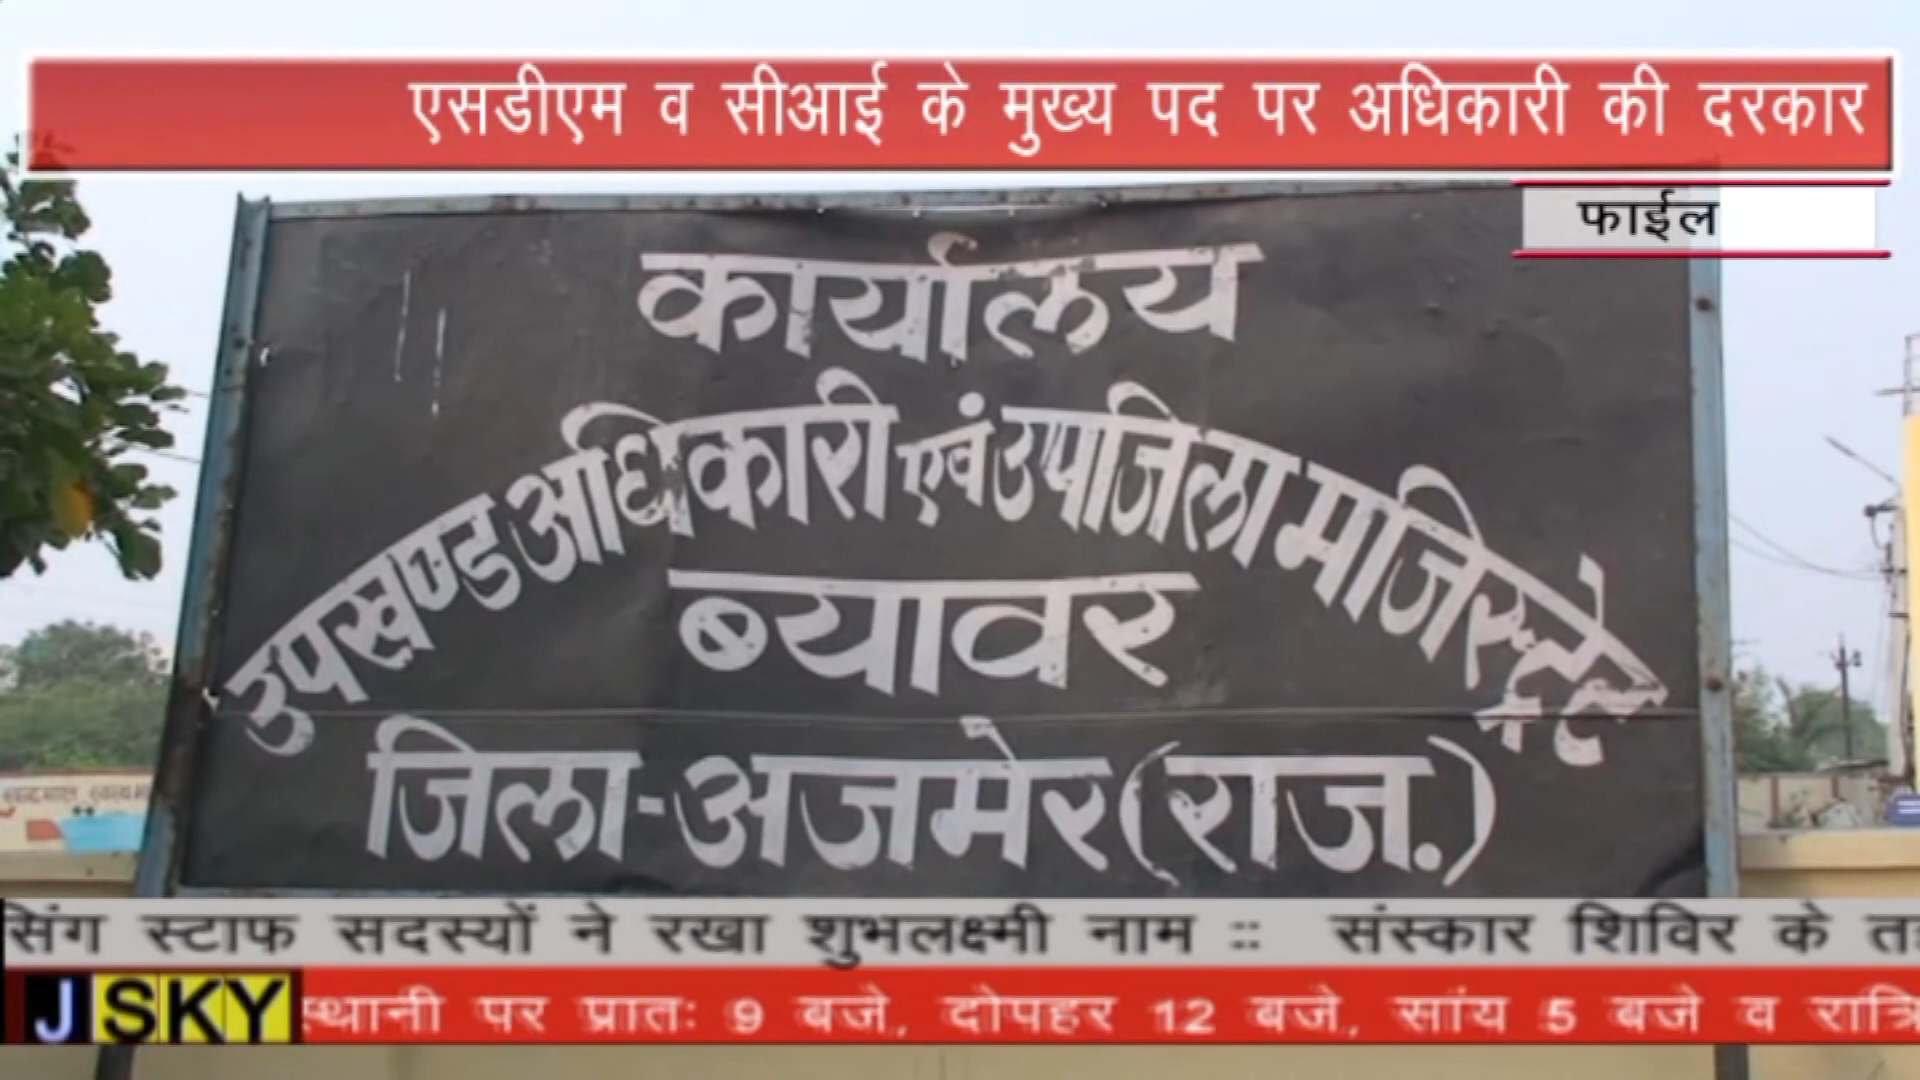 एसडीएम व सीआई के मुख्य पद पर अधिकारी की दरकार
फाईल
कार्यालय
उपखण्ड अधिकारी एवं उपजिला मजिस्ट्रेट
ब्यावर
जिला-अजमेर (राज.)
सिंग स्टाफ सदस्यों ने रखा शुभलक्ष्मी नाम :: संस्कार शिविर के
J SKY
स्थानी पर प्रातः 9 बजे, दोपहर 12 बजे, सांय 5 बजे व रात्रि